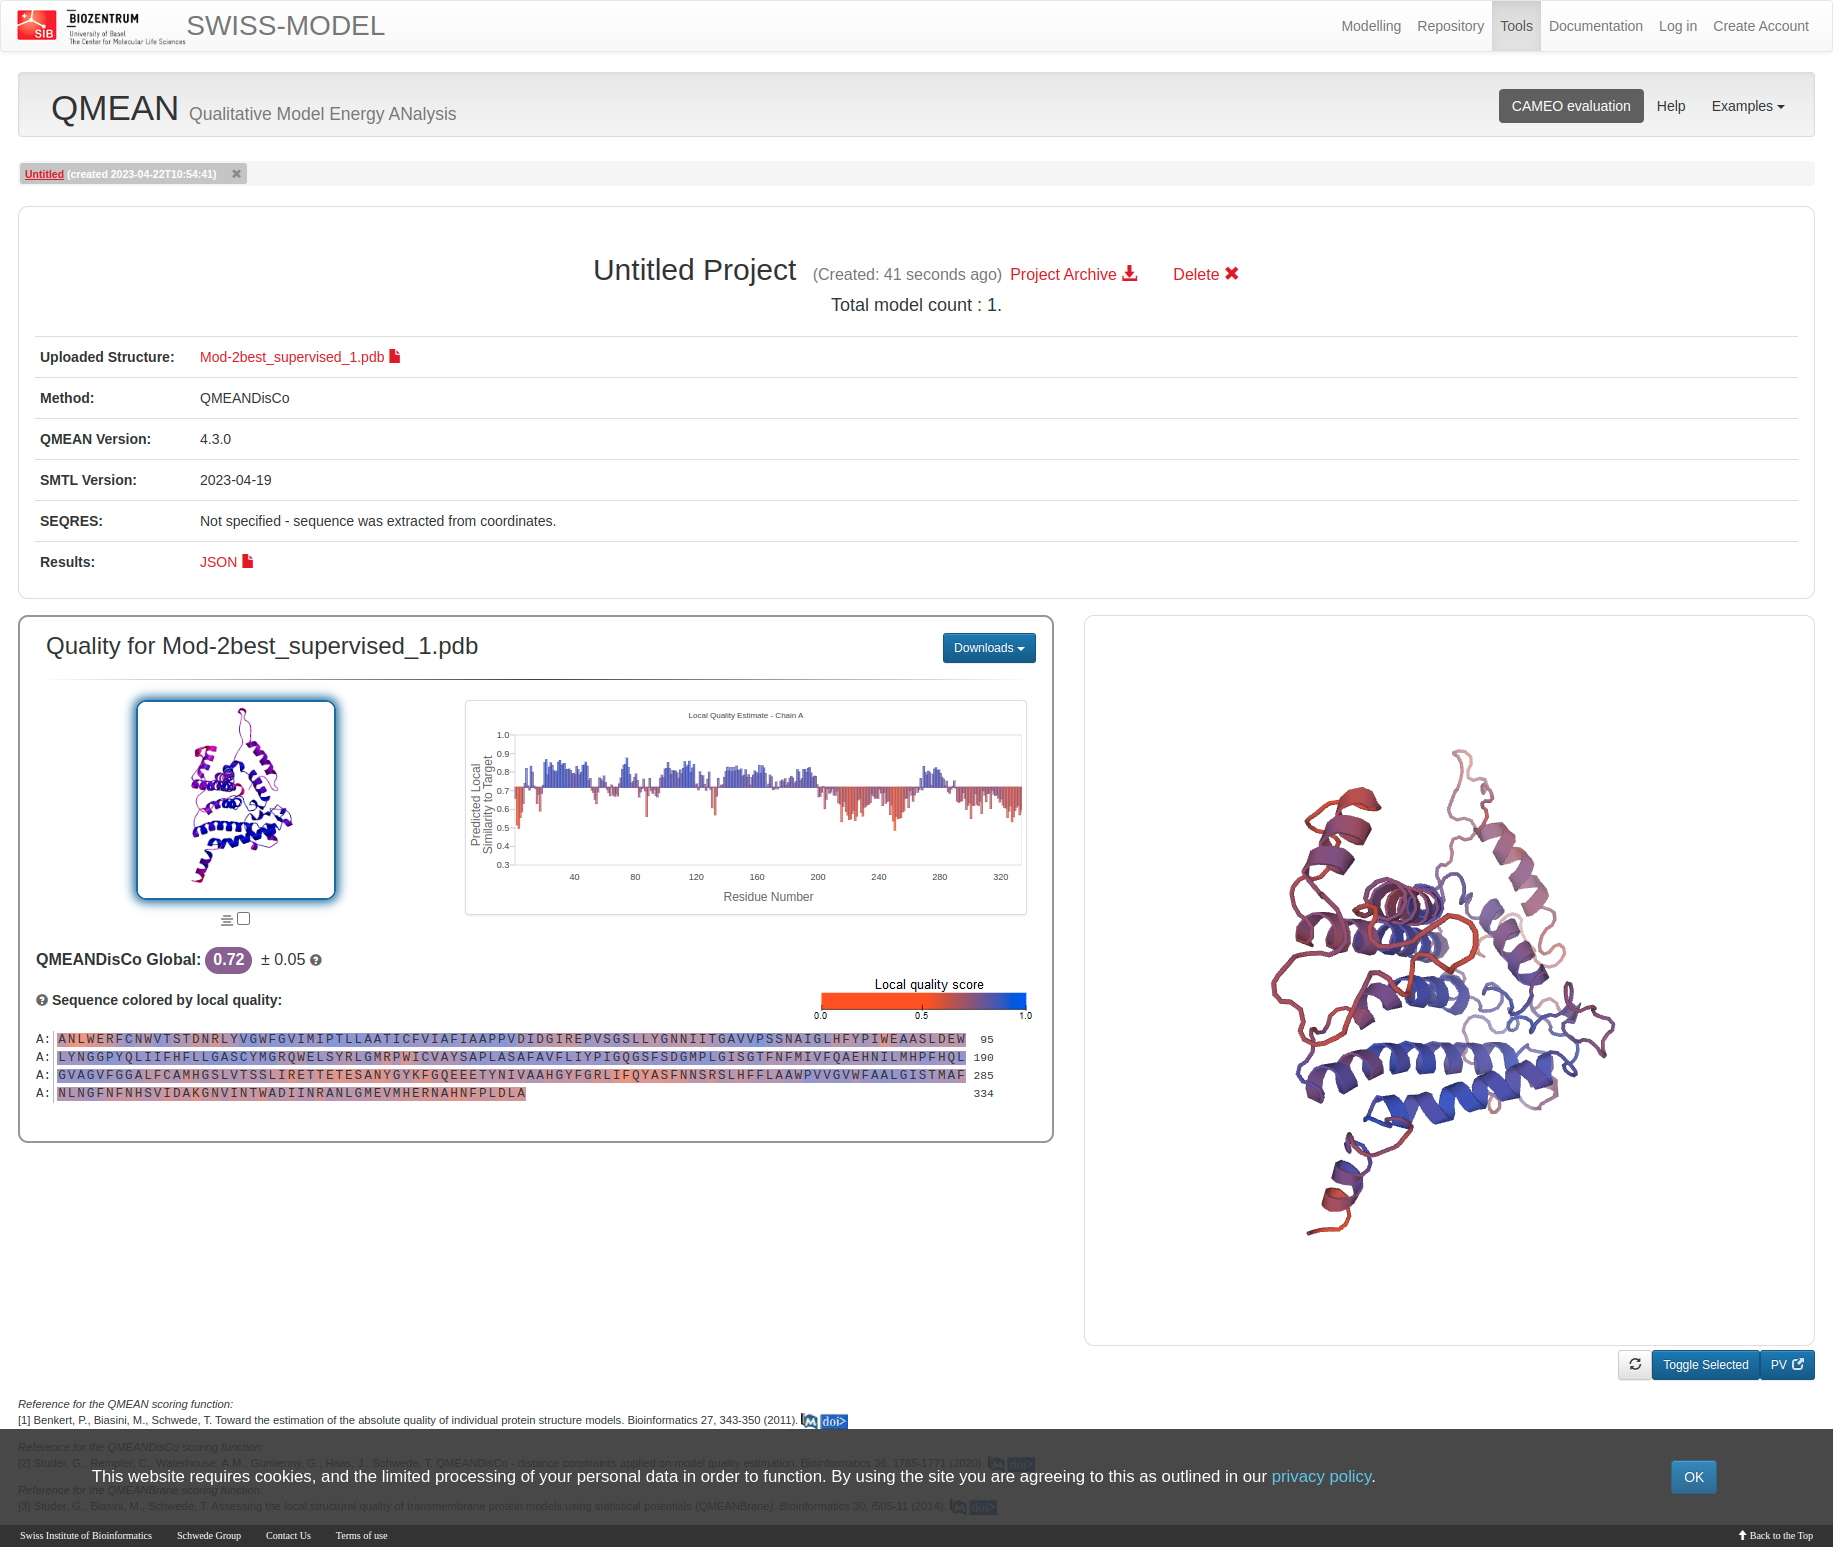 SIB
BIOZENTRUM
University of Basel
The Center for Molecular Life Sciences
SWISS-MODEL
Modelling Repository Tools Documentation Log in Create Account
QMEAN Qualitative Model Energy ANalysis
CAMEO evaluation Help Examples
Untitled (created 2023-04-22T10:54:41)
Untitled Project (Created: 41 seconds ago) Project Archive Delete
Total model count : 1.
Uploaded Structure: Mod-2best_supervised_1.pdb
Method: QMEANDisCo
QMEAN Version: 4.3.0
SMTL Version: 2023-04-19
SEQRES: Not specified - sequence was extracted from coordinates.
Results: JSON
Quality for Mod-2best_supervised_1.pdb
Downloads
Local Quality Estimate - Chain A
Predicted Local
Similarity to Target
1.0
0.9
0.8
0.7
0.6
0.5
0.4
0.3
40 80 120 160 200 240 280 320
Residue Number
QMEANDisCo Global: 0.72 ± 0.05
Sequence colored by local quality:
Local quality score
0.0 0.5 1.0
A: ANLWERFCNWVTSTDNRLYVGWFGVIMIPTLLAATICFVIAFIAAPPVDIDGIREPVSGSLLYGNNIITGAVVPSSNAIGLHFYPIWEAASLDEW 95
A: LYNGGPYQLIIFHFLLGASCYMGRQWELSYRLGMRPWICVAYSAPLASAFAVFLIYPIGQGSFSDGMPLGISGTFNFMIVFQAEHNILMHPFHQL 190
A: GVAGVFGGALFCAMHGSLVTSSLIRETTETESANYGYKFGQEEETYNIVAAHGYFGRLIFQYASFNNSRSLHFFLAAWPVVGVWFAALGISTMAF 285
A: NLNGFNFNHSVIDAKGNVINTWADIINRANLGMEVMHERNAHNFPLDLA 334
Toggle Selected PV
Reference for the QMEAN scoring function:
[1] Benkert, P., Biasini, M., Schwede, T. Toward the estimation of the absolute quality of individual protein structure models. Bioinformatics 27, 343-350 (2011). M doi>
Reference for the QMEANDisCo scoring function:
[2] Studer, G., Rempfer, C., Waterhouse, A.M., Gumienny, G., Haas, J., Schwede, T. QMEANDisCo - distance constraints applied on model quality estimation. Bioinformatics 36, 1765-1771 (2020). M doi>
This website requires cookies, and the limited processing of your personal data in order to function. By using the site you are agreeing to this as outlined in our privacy policy.
OK
Reference for the QMEANBrane scoring function:
[3] Studer, G., Biasini, M., Schwede, T. Assessing the local structural quality of transmembrane protein models using statistical potentials (QMEANBrane). Bioinformatics 30, i505-11 (2014). M doi>
Swiss Institute of Bioinformatics Schwede Group Contact Us Terms of use Back to the Top